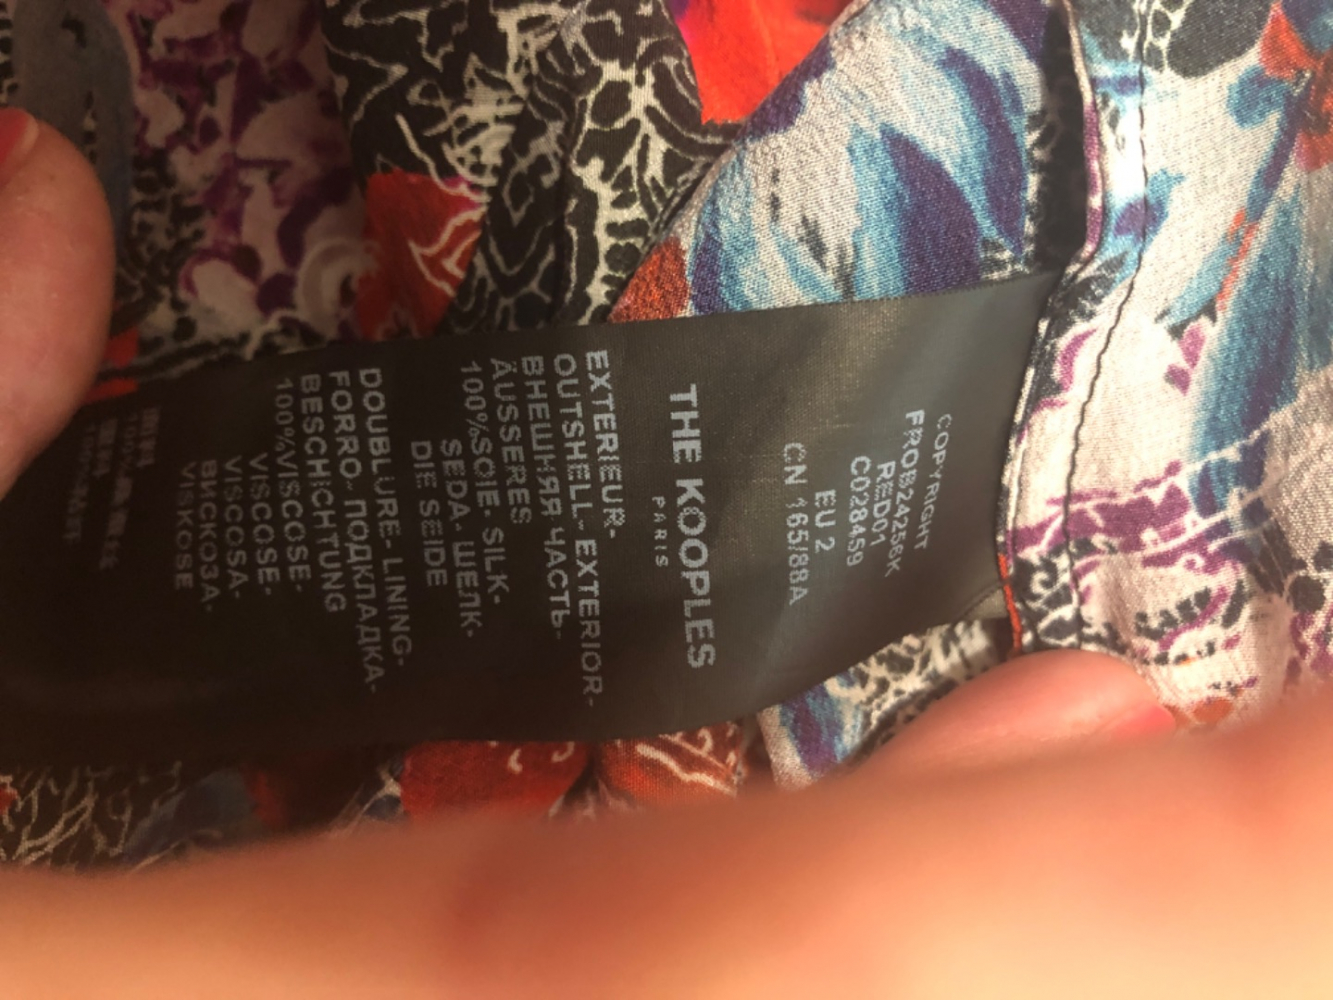 COPYRIGHT
FROB24256K
RED01
C028459
EU 2
CN 165/88A
THE KOOPLES
PARIS
EXTERIEUR-
OUTSHELL- EXTERIOR-
ВНЕШНЯЯ ЧАСТЬ-
ÄUSSERES
100%SOIE- SILK-
SEDA- ШЕЛК-
DIE SEIDE
DOUBLURE- LINING-
FORRO- ПОДКЛАДКА-
BESCHICHTUNG
100%VISCOSE-
VISCOSE-
VISCOSA-
ВИСКОЗА-
VISKOSE